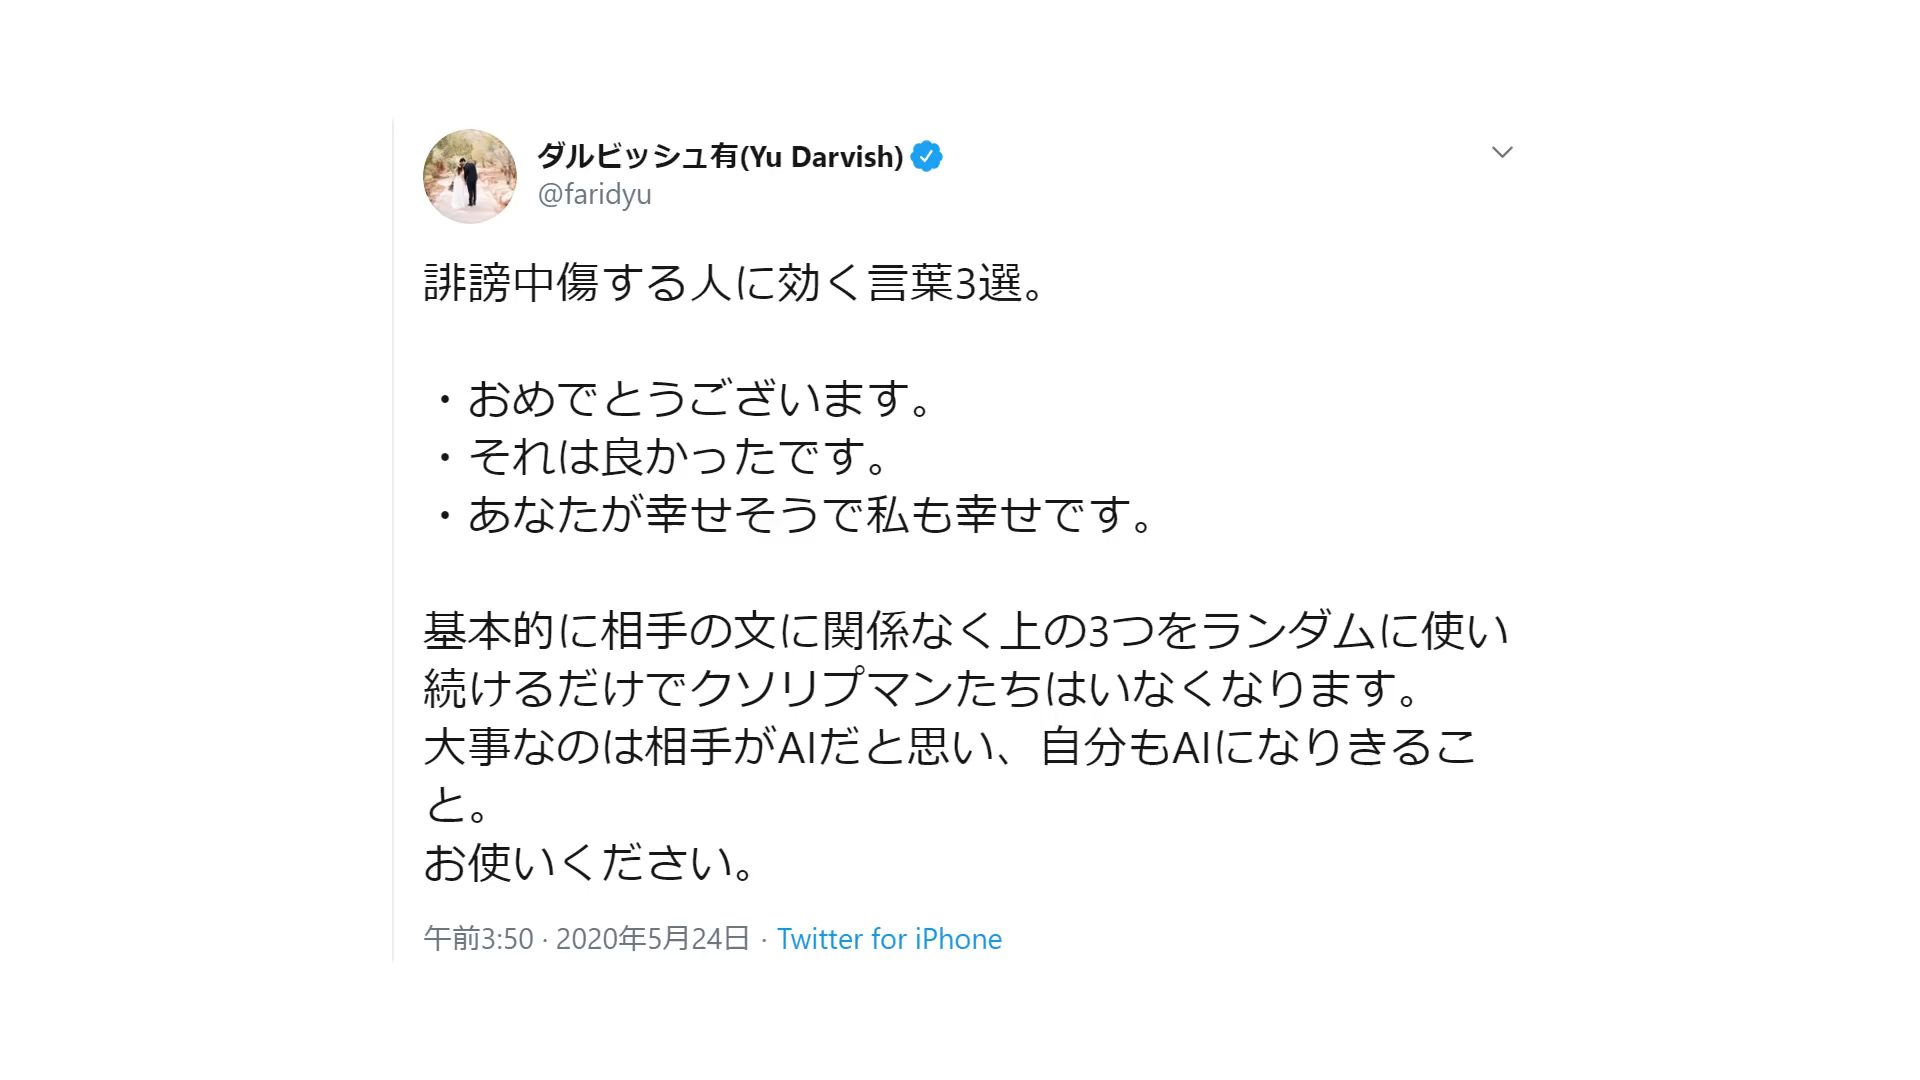 ダルビッシュ有(Yu Darvish)
@faridyu
誹謗中傷する人に効く言葉3選。
・おめでとうございます。
・それは良かったです。
・あなたが幸せそうで私も幸せです。
基本的に相手の文に関係なく上の3つをランダムに使い
続けるだけでクソリプマンたちはいなくなります。
大事なのは相手がAIだと思い、自分もAIになりきるこ
と。
お使いください。
午前3:50 · 2020年5月24日 · Twitter for iPhone